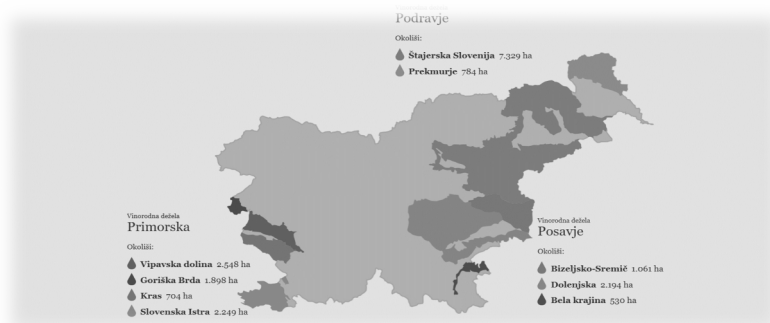 Vinorodna dežela
Podravje
Okoliši:
Štajerska Slovenija 7.329 ha
Prekmurje 784 ha
Vinorodna dežela
Primorska
Okoliši:
Vipavska dolina 2.548 ha
Goriška Brda 1.898 ha
Kras 704 ha
Slovenska Istra 2.249 ha
Vinorodna dežela
Posavje
Okoliši:
Bizeljsko-Sremič 1.061 ha
Dolenjska 2.194 ha
Bela krajina 530 ha